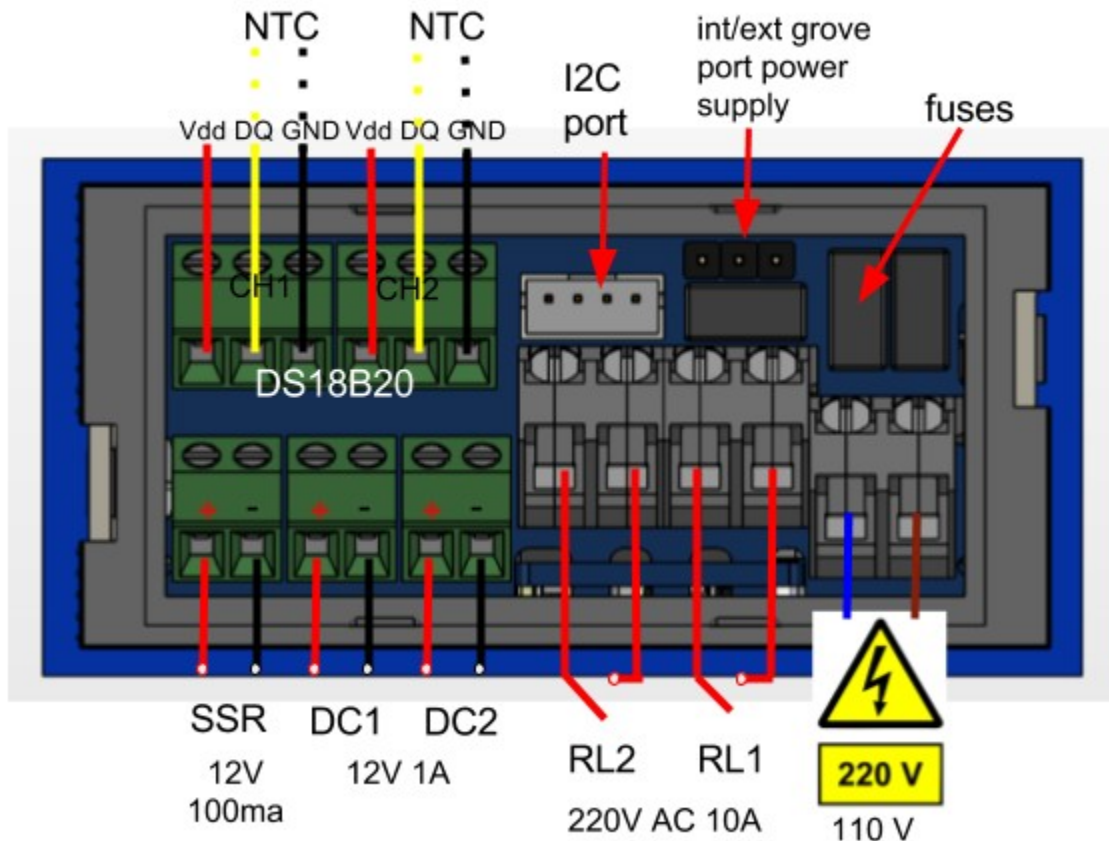 NTC
NTC
int/ext grove
port power
supply
I2C
port
fuses
Vdd DQ GND Vdd DQ GND
CH1
CH2
DS18B20
+ - + - + -
SSR
DC1
DC2
12V
100ma
12V 1A
RL2
RL1
220V AC 10A
220 V
110 V